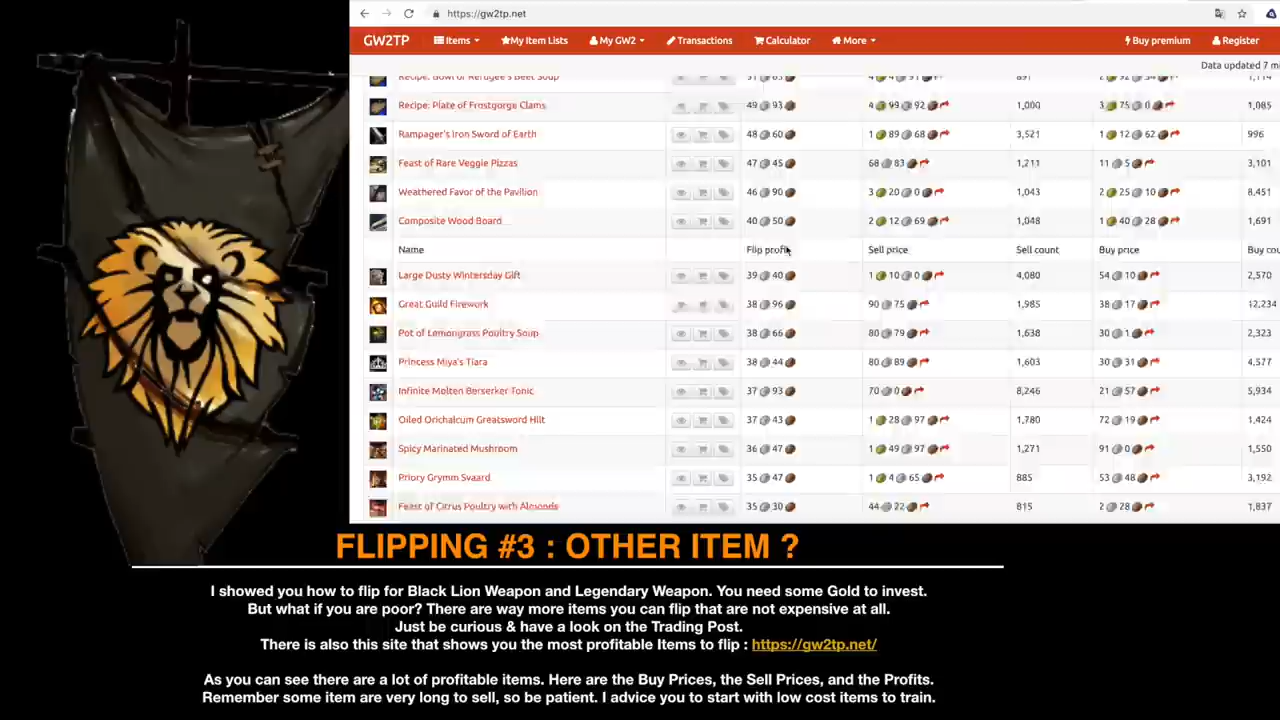 https://gw2tp.net
GW2TP Items My Item Lists My GW2 Transactions Calculator More Buy premium Register
Data updated 7 mi
Recipe: Bowl of Refugee's Beet Soup
Recipe: Plate of Frostgorge Clams 49 93 4 99 92 1,000 3 75 0 1,085
Rampager's Iron Sword of Earth 48 60 1 89 68 3,521 1 12 62 996
Feast of Rare Veggie Pizzas 47 45 68 83 1,211 11 5 3,101
Weathered Favor of the Pavilion 46 90 3 20 0 1,043 2 25 10 8,451
Composite Wood Board 40 50 2 12 69 1,048 1 40 28 1,691
Name Flip profit Sell price Sell count Buy price Buy cou
Large Dusty Wintersday Gift 39 40 1 10 0 4,080 54 10 2,570
Great Guild Firework 38 96 90 75 1,985 38 17 12,234
Pot of Lemongrass Poultry Soup 38 66 80 79 1,638 30 1 2,323
Princess Miya's Tiara 38 44 80 89 1,603 30 31 4,577
Infinite Molten Berserker Tonic 37 93 70 0 8,246 21 57 5,934
Oiled Orichalcum Greatsword Hilt 37 43 1 28 97 1,780 72 19 1,424
Spicy Marinated Mushroom 36 47 1 49 97 1,271 91 0 1,550
Priory Grymm Svaard 35 47 1 4 65 885 53 48 3,192
Feast of Citrus Poultry with Almonds 35 30 44 22 815 2 28 1,837
FLIPPING #3 : OTHER ITEM ?
I showed you how to flip for Black Lion Weapon and Legendary Weapon. You need some Gold to invest.
But what if you are poor? There are way more items you can flip that are not expensive at all.
Just be curious & have a look on the Trading Post.
There is also this site that shows you the most profitable Items to flip : https://gw2tp.net/
As you can see there are a lot of profitable items. Here are the Buy Prices, the Sell Prices, and the Profits.
Remember some item are very long to sell, so be patient. I advice you to start with low cost items to train.